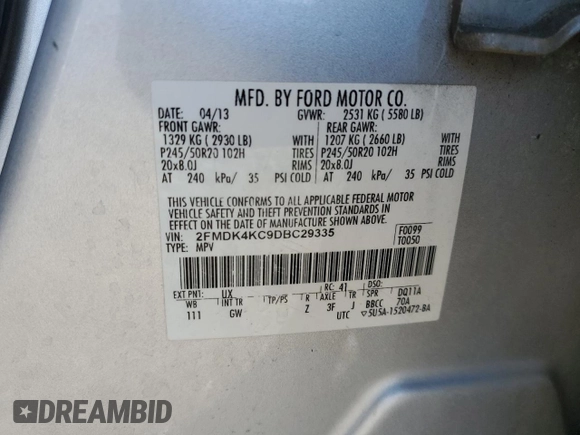 MFD. BY FORD MOTOR CO.
DATE: 04/13 GVWR: 2531 KG ( 5580 LB)
FRONT GAWR: REAR GAWR:
1329 KG ( 2930 LB) WITH 1207 KG ( 2660 LB) WITH
P245/50R20 102H TIRES P245/50R20 102H TIRES
20x8.0J RIMS 20x8.0J RIMS
AT 240 kPa/ 35 PSI COLD AT 240 kPa/ 35 PSI COLD
THIS VEHICLE CONFORMS TO ALL APPLICABLE FEDERAL MOTOR
VEHICLE SAFETY AND THEFT PREVENTION STANDARDS IN
EFFECT ON THE DATE OF MANUFACTURE SHOWN ABOVE.
VIN: 2FMDK4KC9DBC29335 F0099
TYPE: MPV T0050
EXT PNT: UX RC: 41 DSO:
WB INT TR TP/PS R AXLE TR SPR DQ11A
111 GW Z 3F J BBCC 70A
UTC ▽5U5A-1520472-BA
DREAMBID